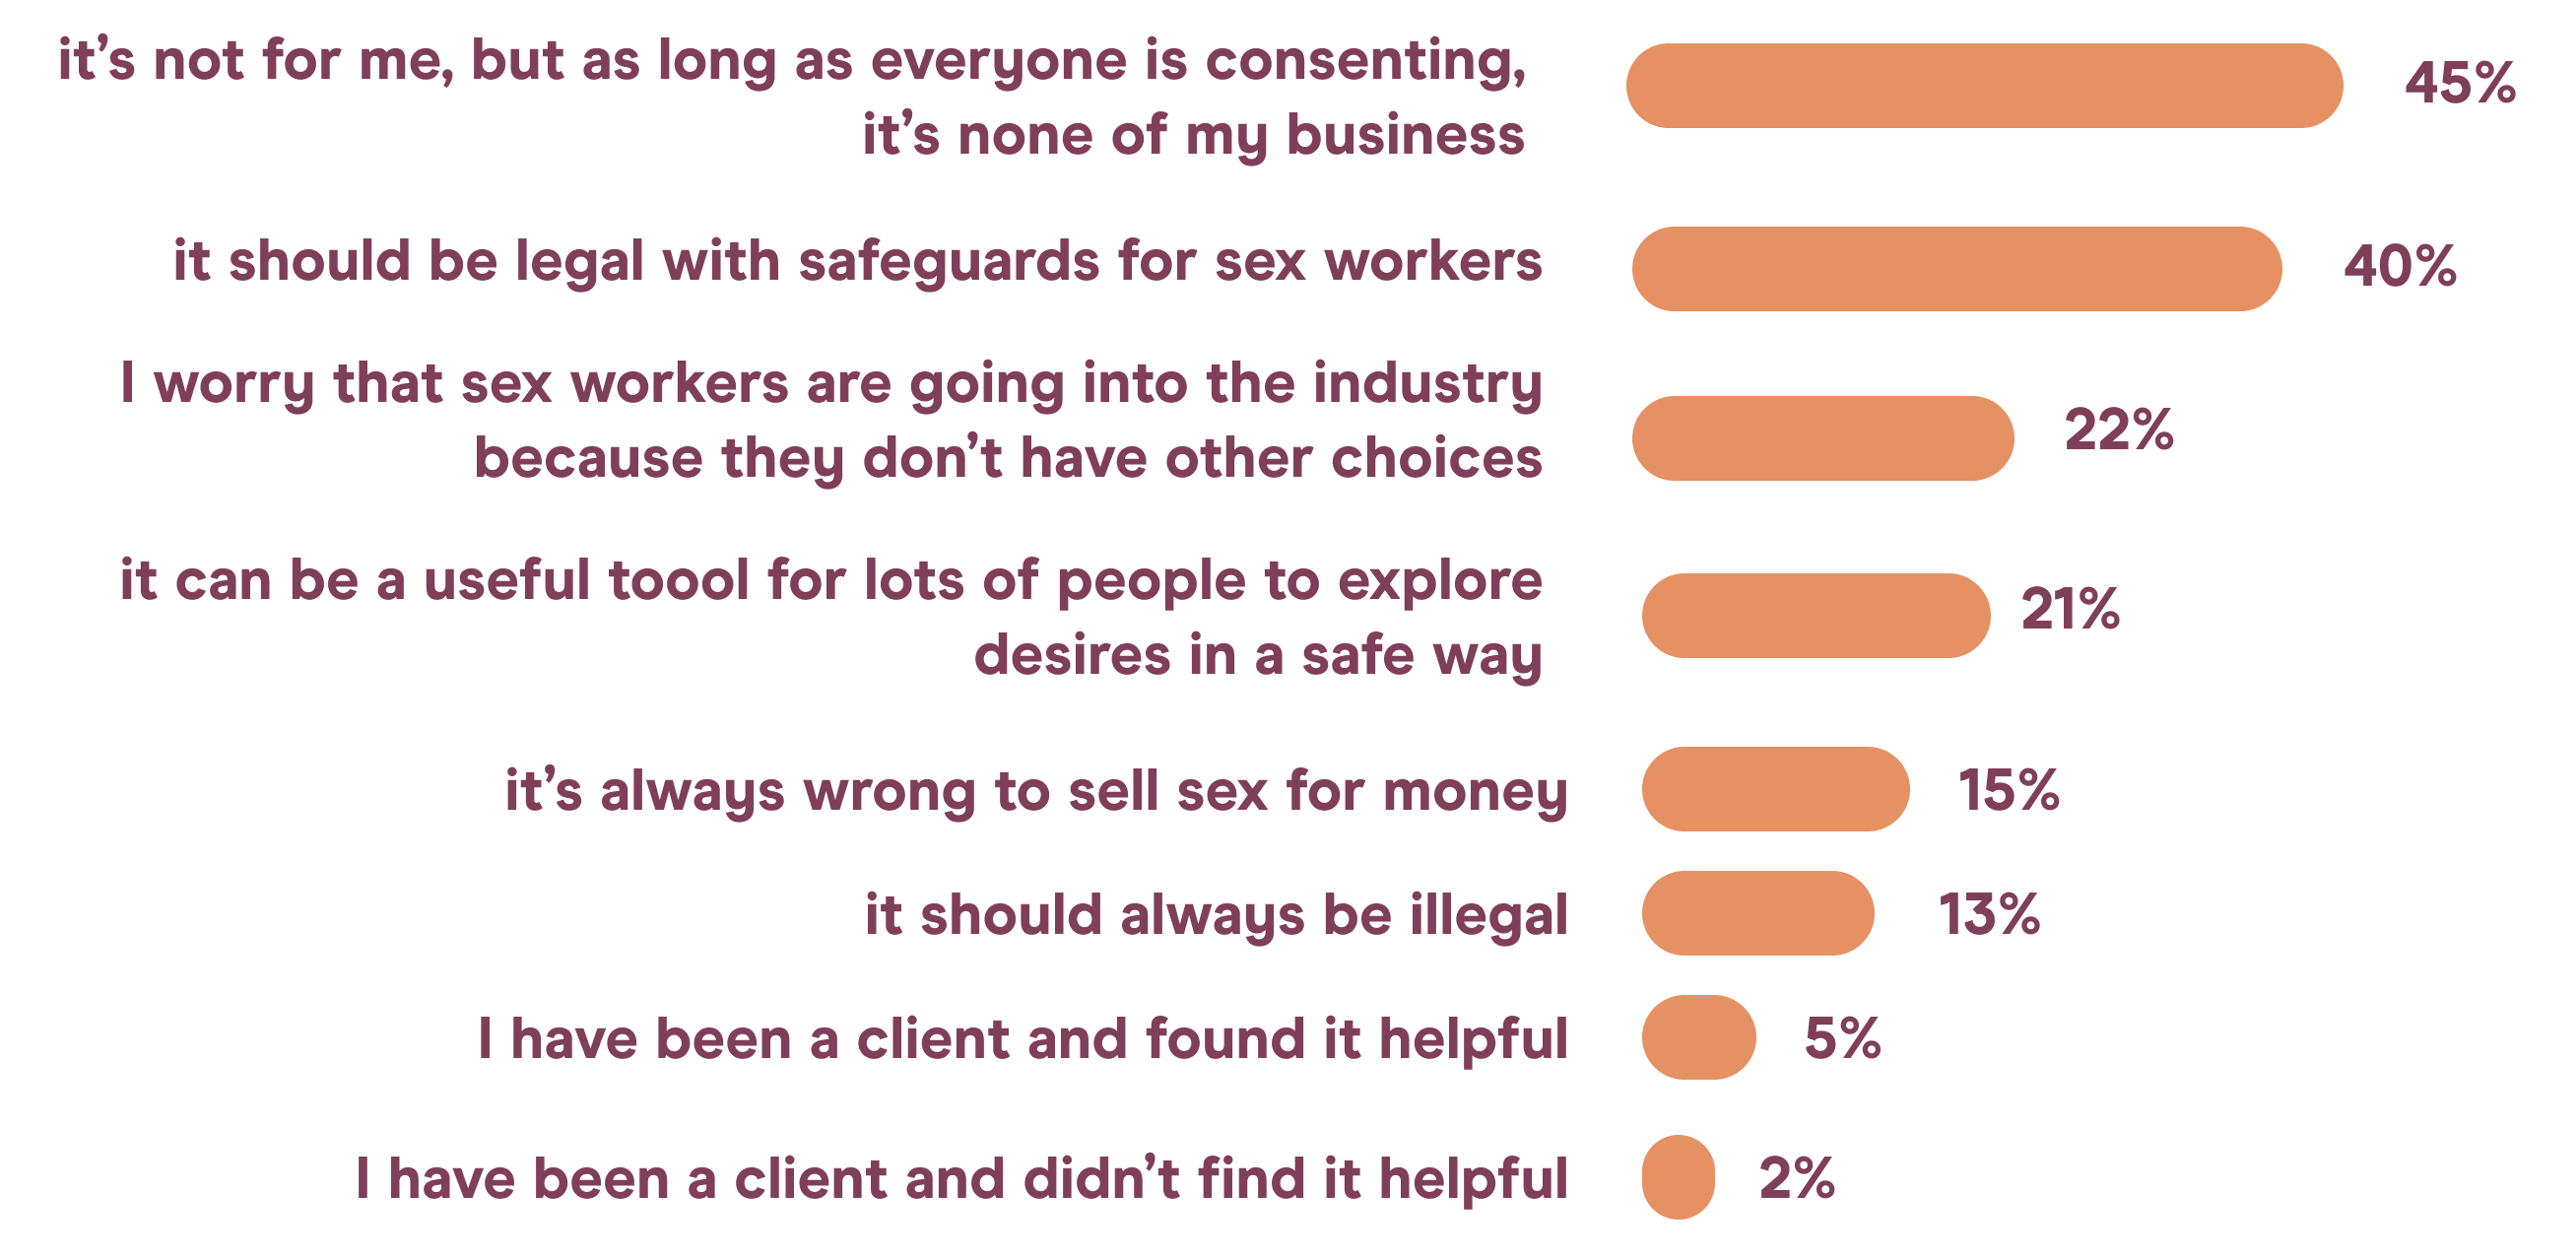 it’s not for me, but as long as everyone is consenting,
it’s none of my business
45%
it should be legal with safeguards for sex workers
40%
I worry that sex workers are going into the industry
because they don’t have other choices
22%
it can be a useful toool for lots of people to explore
desires in a safe way
21%
it’s always wrong to sell sex for money
15%
it should always be illegal
13%
I have been a client and found it helpful
5%
I have been a client and didn’t find it helpful
2%